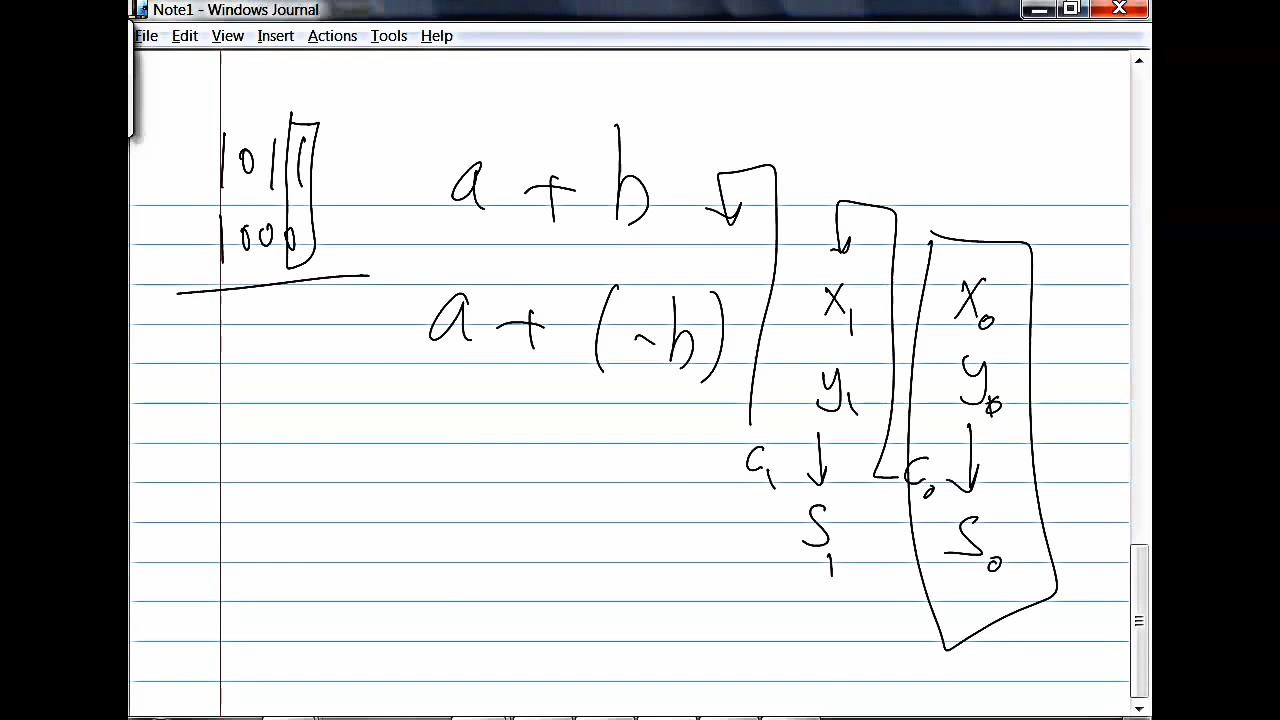 Note1 - Windows Journal
File Edit View Insert Actions Tools Help
1011
1000
a + b
a + (-b)
x1 x0
y1 y0
c1 c0
S1 S0